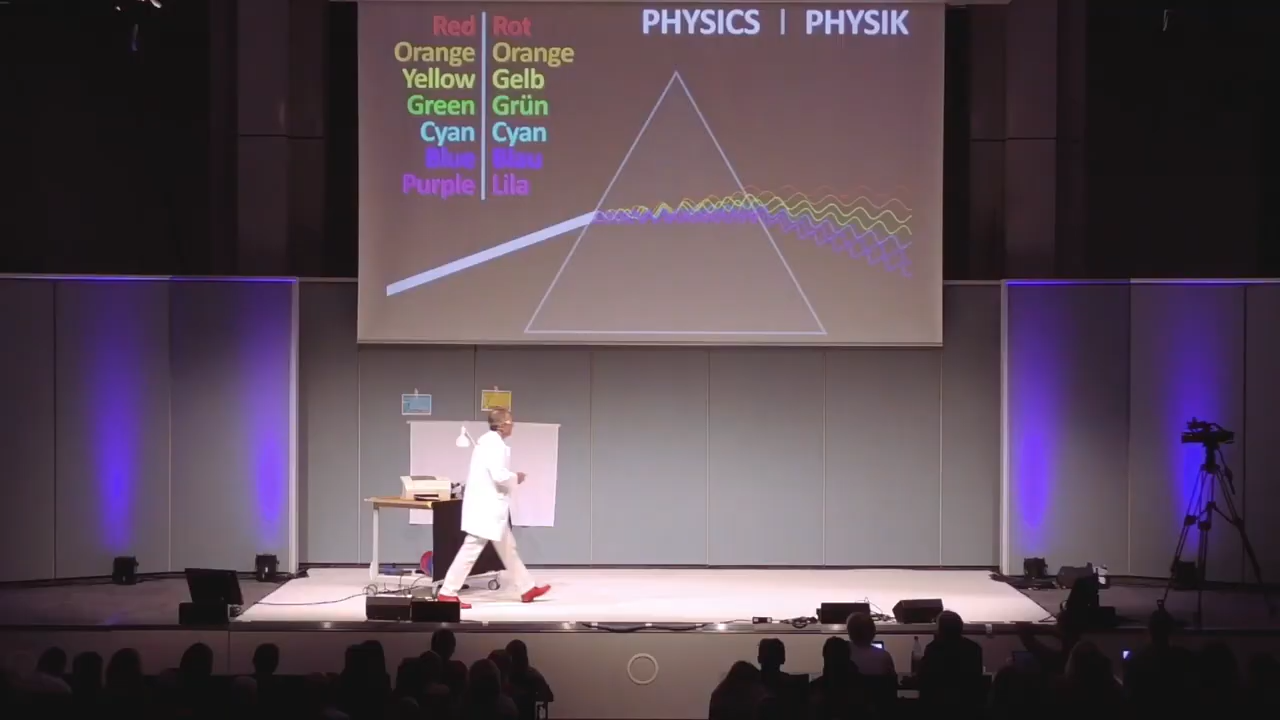 PHYSICS | PHYSIK
Red | Rot
Orange | Orange
Yellow | Gelb
Green | Grün
Cyan | Cyan
Blue | Blau
Purple | Lila